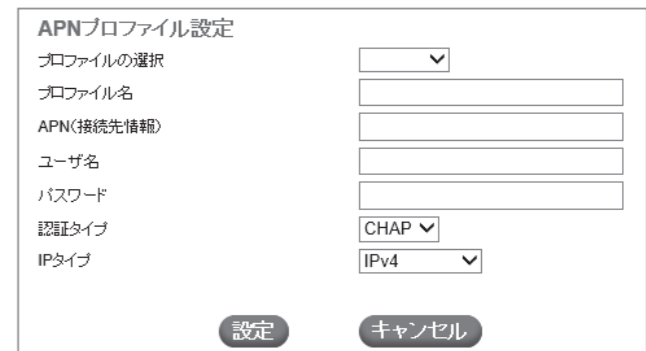 APNプロファイル設定
プロファイルの選択
プロファイル名
APN(接続先情報)
ユーザ名
パスワード
認証タイプ CHAP
IPタイプ IPv4
設定 キャンセル